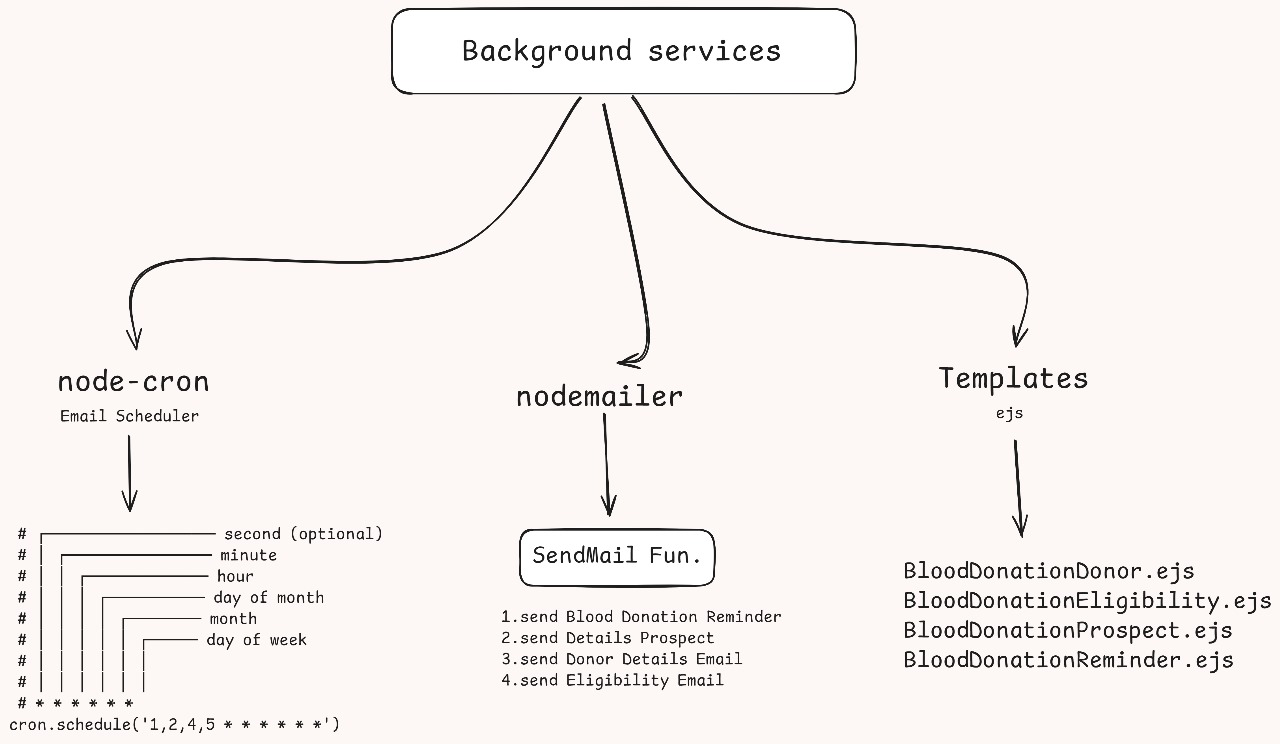 Background services
node-cron
Email Scheduler
# second (optional)
# minute
# hour
# day of month
# month
# day of week
#
#
# * * * * * *
cron.schedule('1,2,4,5 * * * * * *')
nodemailer
SendMail Fun.
1.send Blood Donation Reminder
2.send Details Prospect
3.send Donor Details Email
4.send Eligibility Email
Templates
ejs
BloodDonationDonor.ejs
BloodDonationEligibility.ejs
BloodDonationProspect.ejs
BloodDonationReminder.ejs